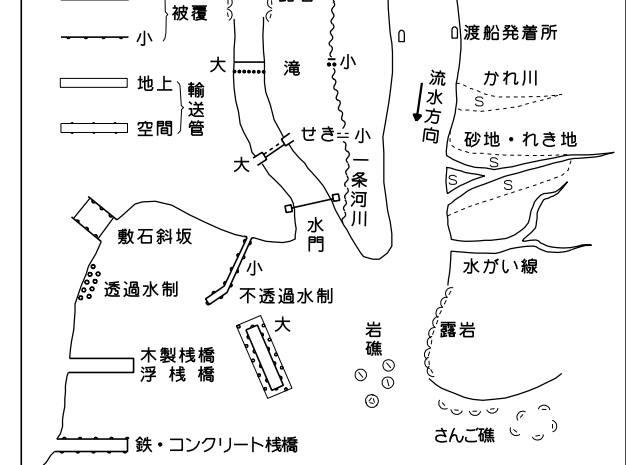 被覆
小
地上
空間
輸送管
大
滝
小
せき
小
大
一条河川
水門
流水方向
渡船発着所
かれ川
S
砂地・れき地
S
S
S
水がい線
敷石斜坂
透過水制
小
不透過水制
大
木製桟橋
浮桟橋
鉄・コンクリート桟橋
岩礁
露岩
さんご礁